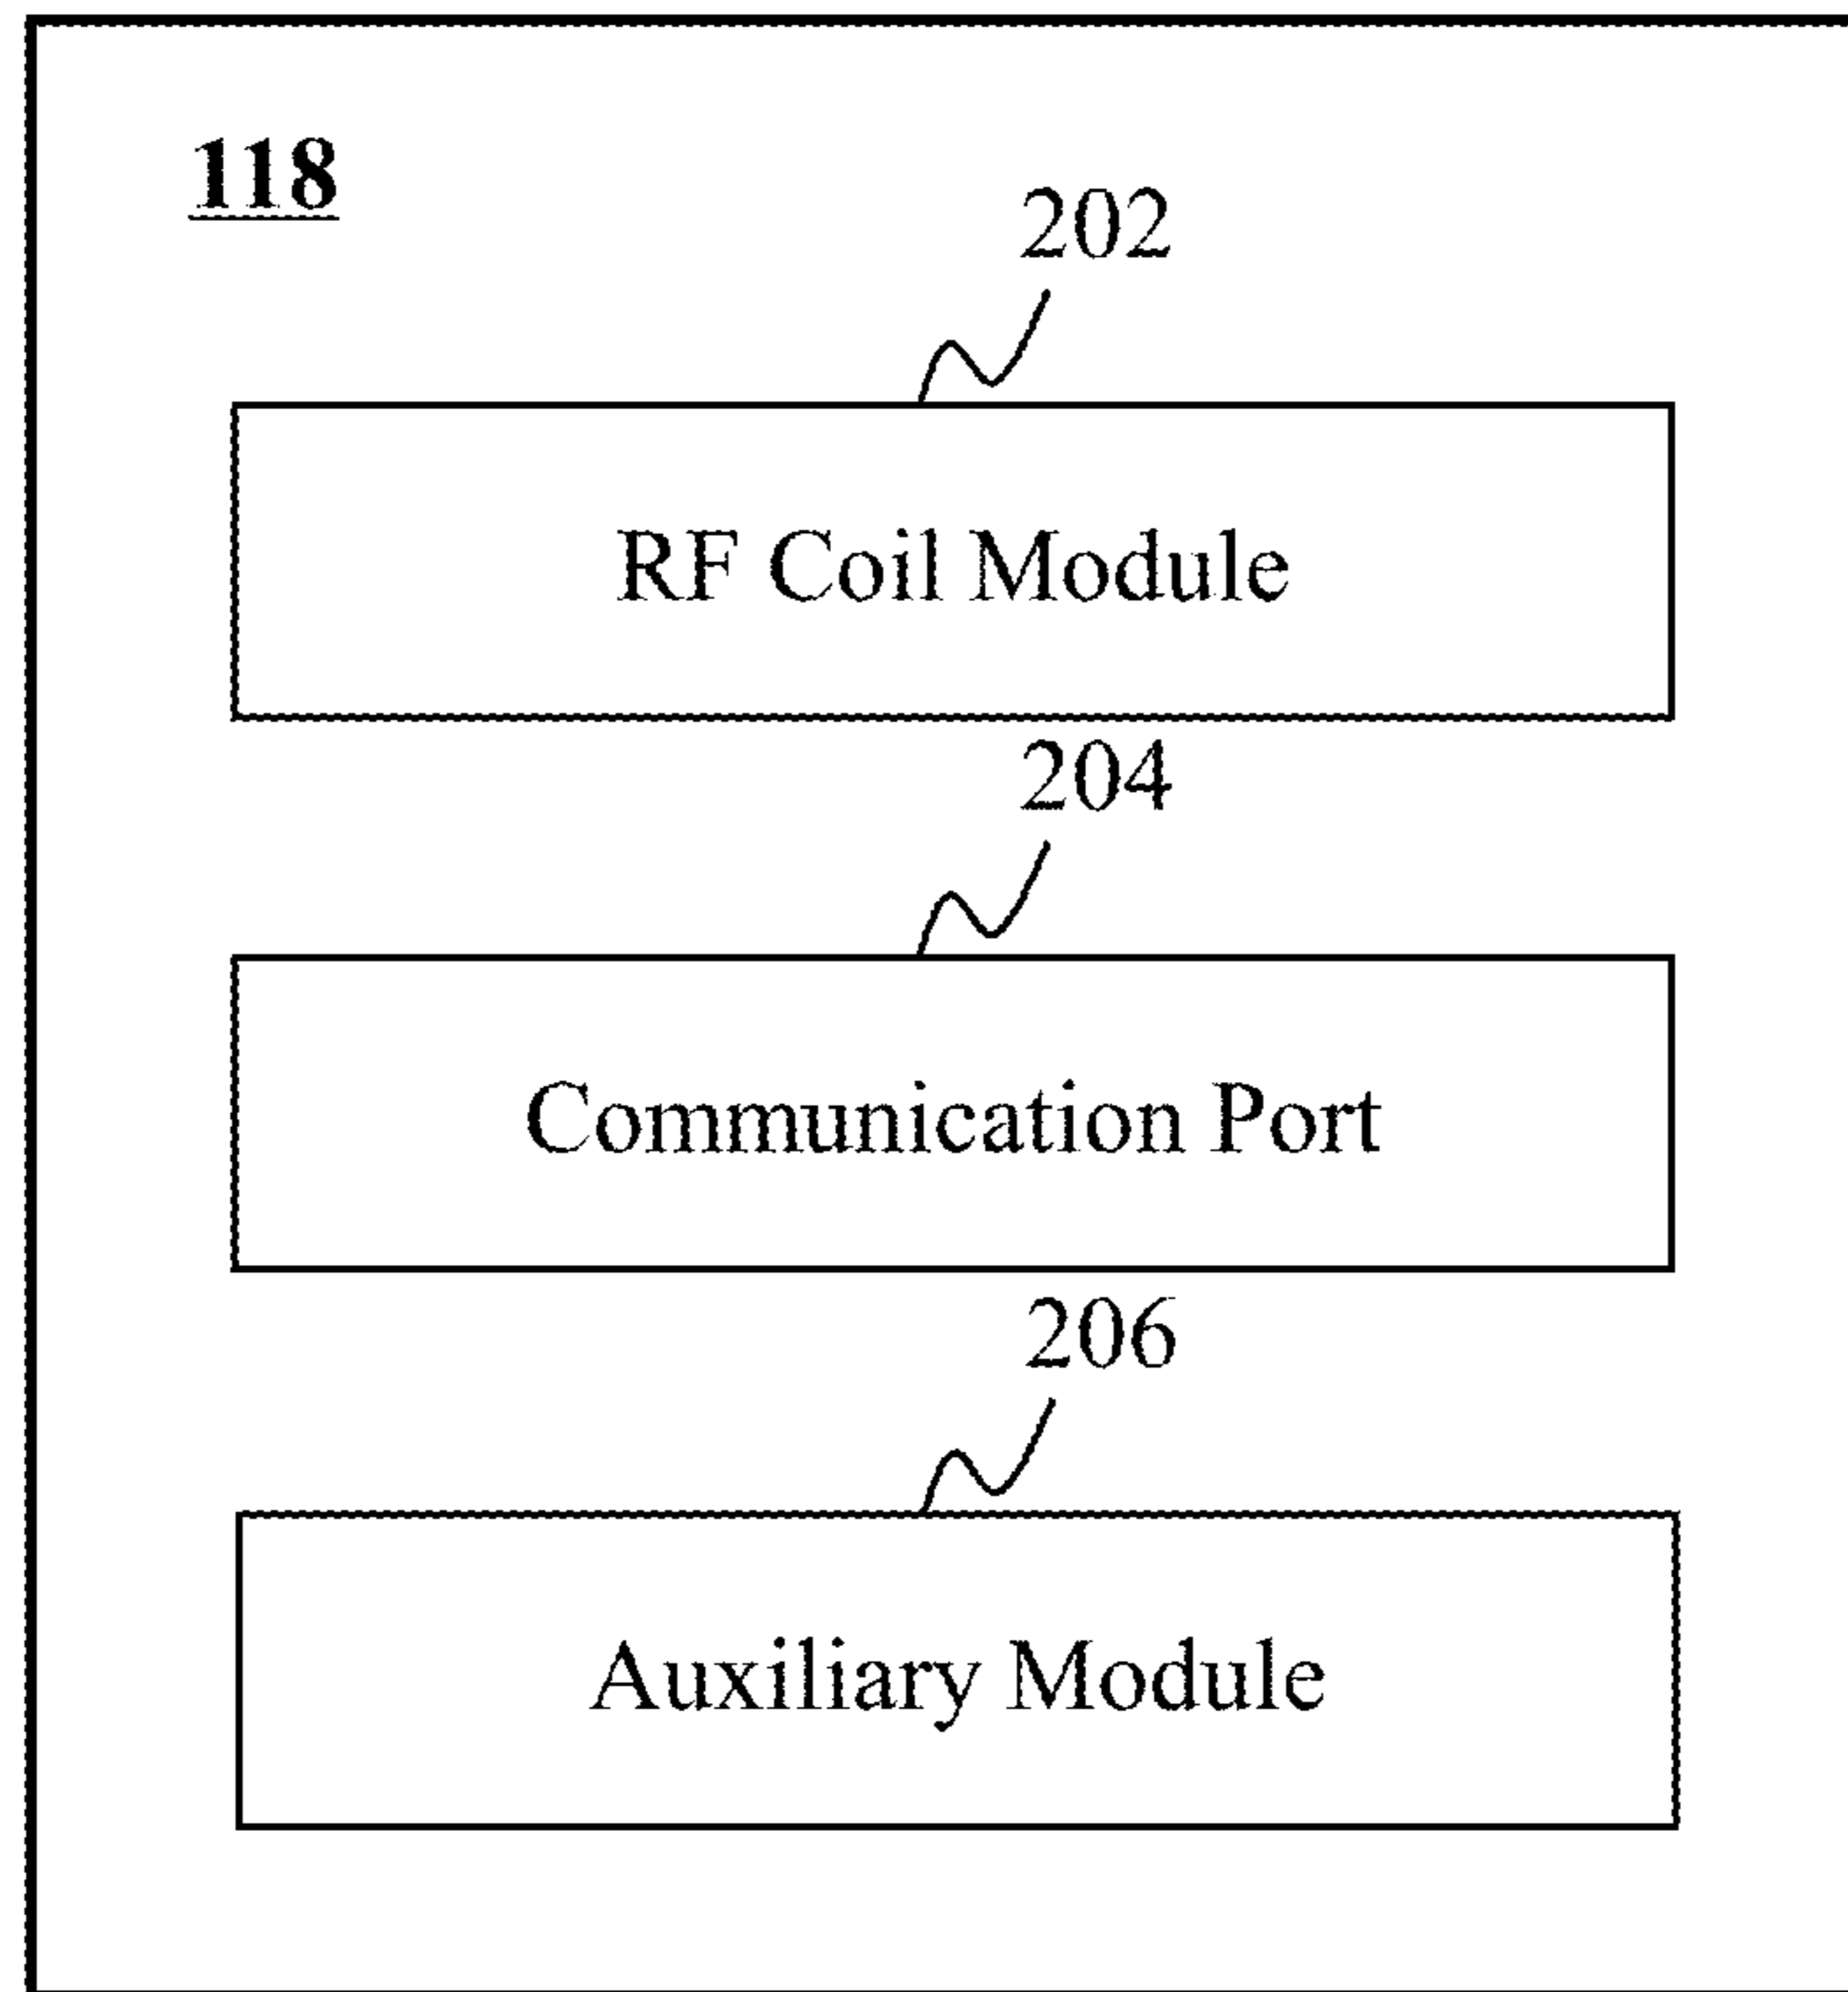 118
202
RF Coil Module
204
Communication Port
206
Auxiliary Module